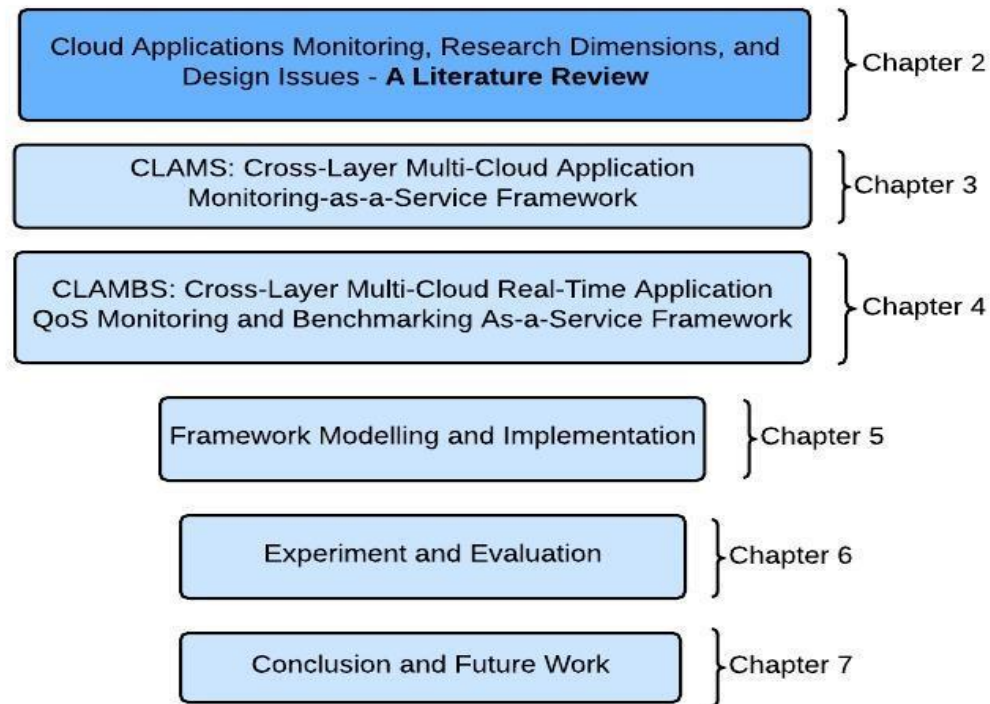 Cloud Applications Monitoring, Research Dimensions, and
Design Issues - A Literature Review
Chapter 2
CLAMS: Cross-Layer Multi-Cloud Application
Monitoring-as-a-Service Framework
Chapter 3
CLAMBS: Cross-Layer Multi-Cloud Real-Time Application
QoS Monitoring and Benchmarking As-a-Service Framework
Chapter 4
Framework Modelling and Implementation
Chapter 5
Experiment and Evaluation
Chapter 6
Conclusion and Future Work
Chapter 7